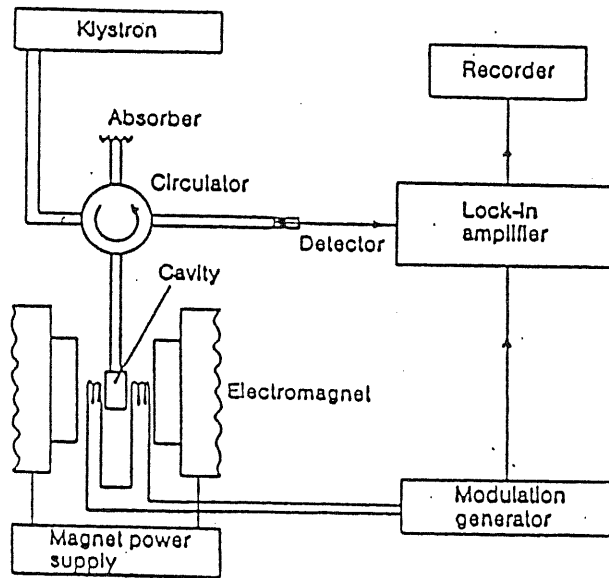 Klystron
Recorder
Absorber
Circulator
Lock-in
amplifier
Detector
Cavity
Electromagnet
Modulation
generator
Magnet power
supply